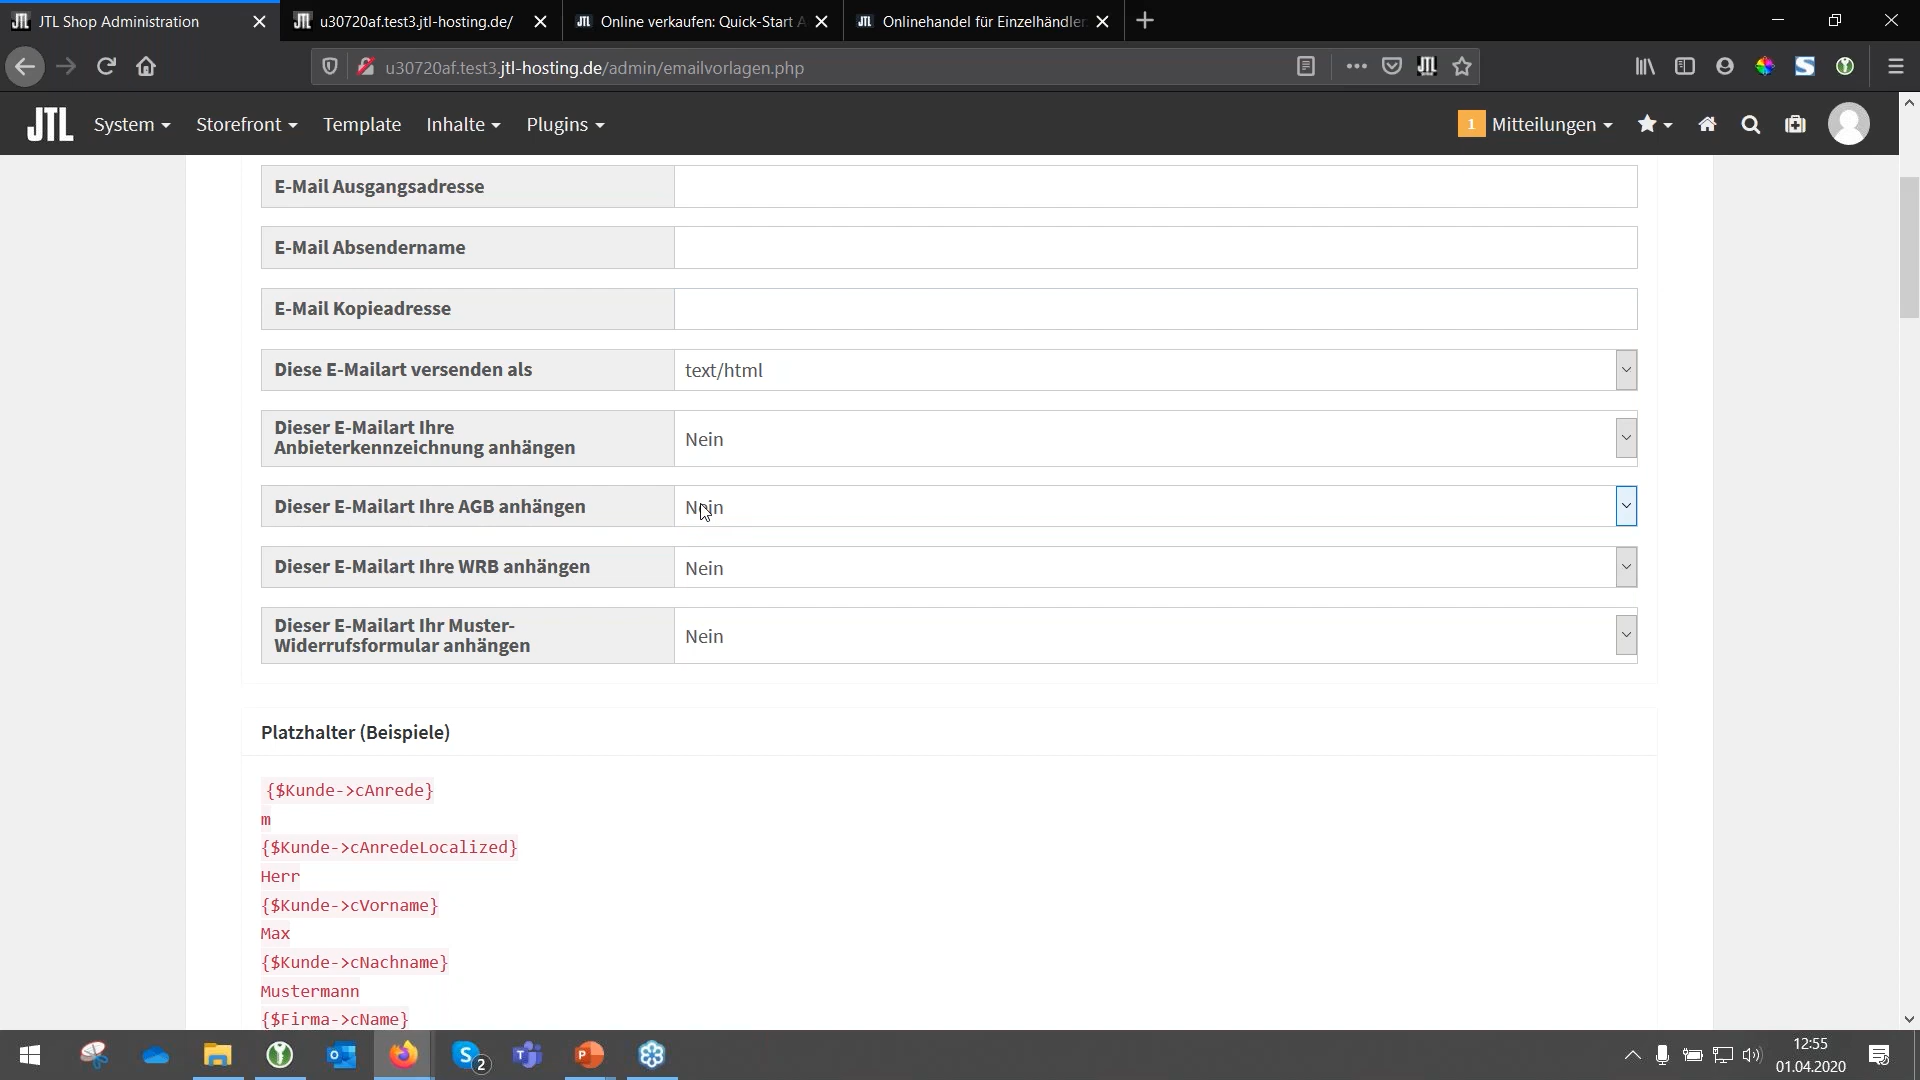 JTL Shop Administration
u30720af.test3.jtl-hosting.de/
Online verkaufen: Quick-Start A
Onlinehandel für Einzelhändler
u30720af.test3.jtl-hosting.de/admin/emailvorlagen.php
JTL System Storefront Template Inhalte Plugins 1 Mitteilungen
E-Mail Ausgangsadresse
E-Mail Absendername
E-Mail Kopieadresse
Diese E-Mailart versenden als text/html
Dieser E-Mailart Ihre
Anbieterkennzeichnung anhängen Nein
Dieser E-Mailart Ihre AGB anhängen Nein
Dieser E-Mailart Ihre WRB anhängen Nein
Dieser E-Mailart Ihr Muster-
Widerrufsformular anhängen Nein
Platzhalter (Beispiele)
{$Kunde->cAnrede}
m
{$Kunde->cAnredeLocalized}
Herr
{$Kunde->cVorname}
Max
{$Kunde->cNachname}
Mustermann
{$Firma->cName}
2
12:55
01.04.2020